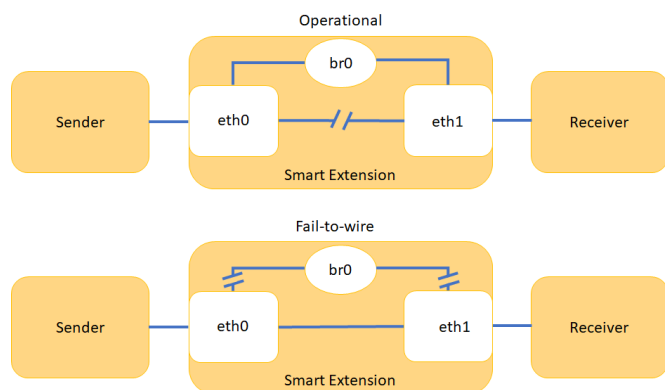 Operational
br0
Sender
eth0
eth1
Receiver
Smart Extension
Fail-to-wire
br0
Sender
eth0
eth1
Receiver
Smart Extension